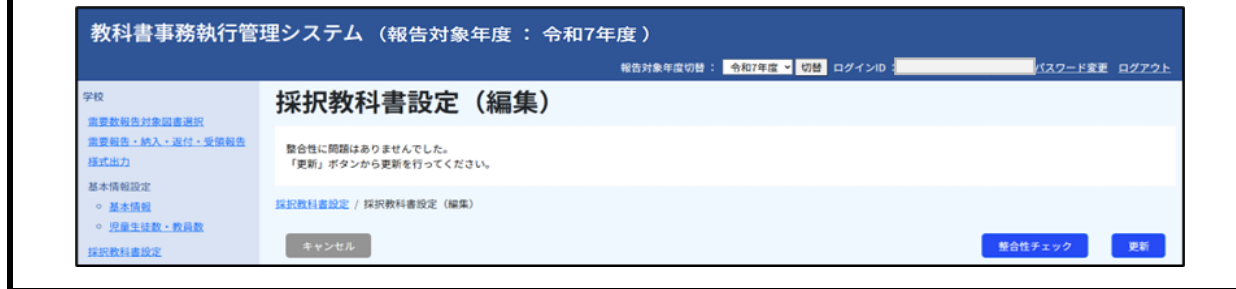 教科書事務執行管理システム（報告対象年度 ： 令和7年度）
報告対象年度切替： 令和7年度 切替 ログインID： パスワード変更 ログアウト
学校
需要数報告対象図書選択
需要報告・納入・返付・受領報告
様式出力
基本情報設定
基本情報
児童生徒数・教員数
採択教科書設定
採択教科書設定（編集）
整合性に問題はありませんでした。
「更新」ボタンから更新を行ってください。
採択教科書設定 / 採択教科書設定（編集）
キャンセル 整合性チェック 更新